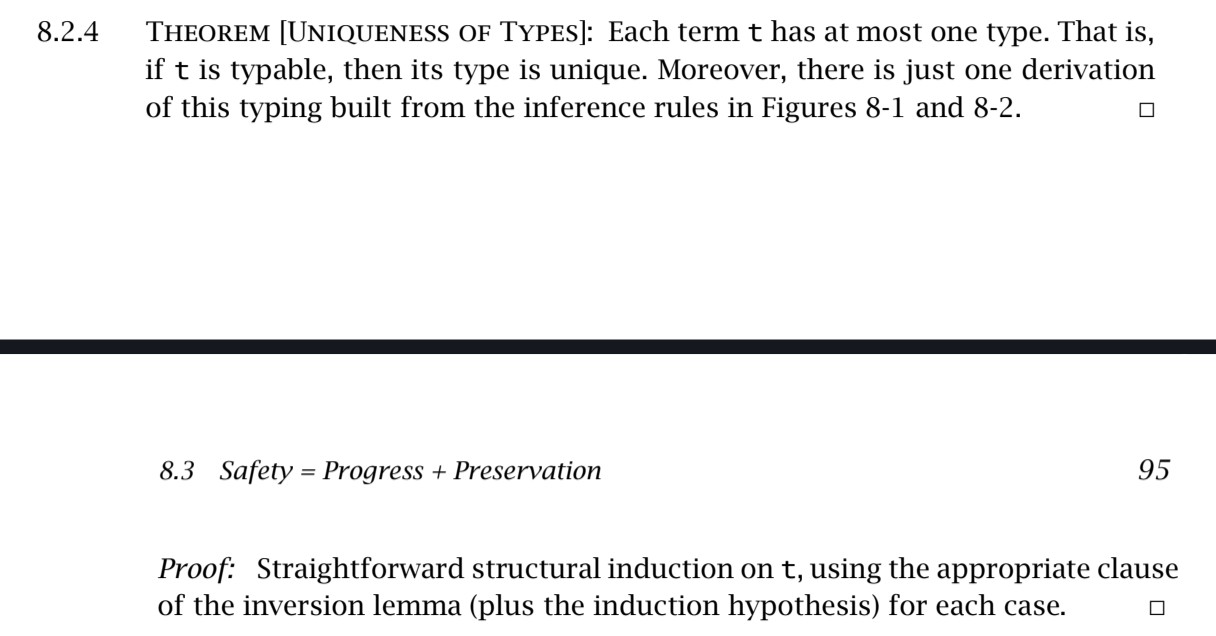 8.2.4 THEOREM [UNIQUENESS OF TYPES]: Each term t has at most one type. That is,
if t is typable, then its type is unique. Moreover, there is just one derivation
of this typing built from the inference rules in Figures 8-1 and 8-2. □
8.3 Safety = Progress + Preservation 95
Proof: Straightforward structural induction on t, using the appropriate clause
of the inversion lemma (plus the induction hypothesis) for each case. □